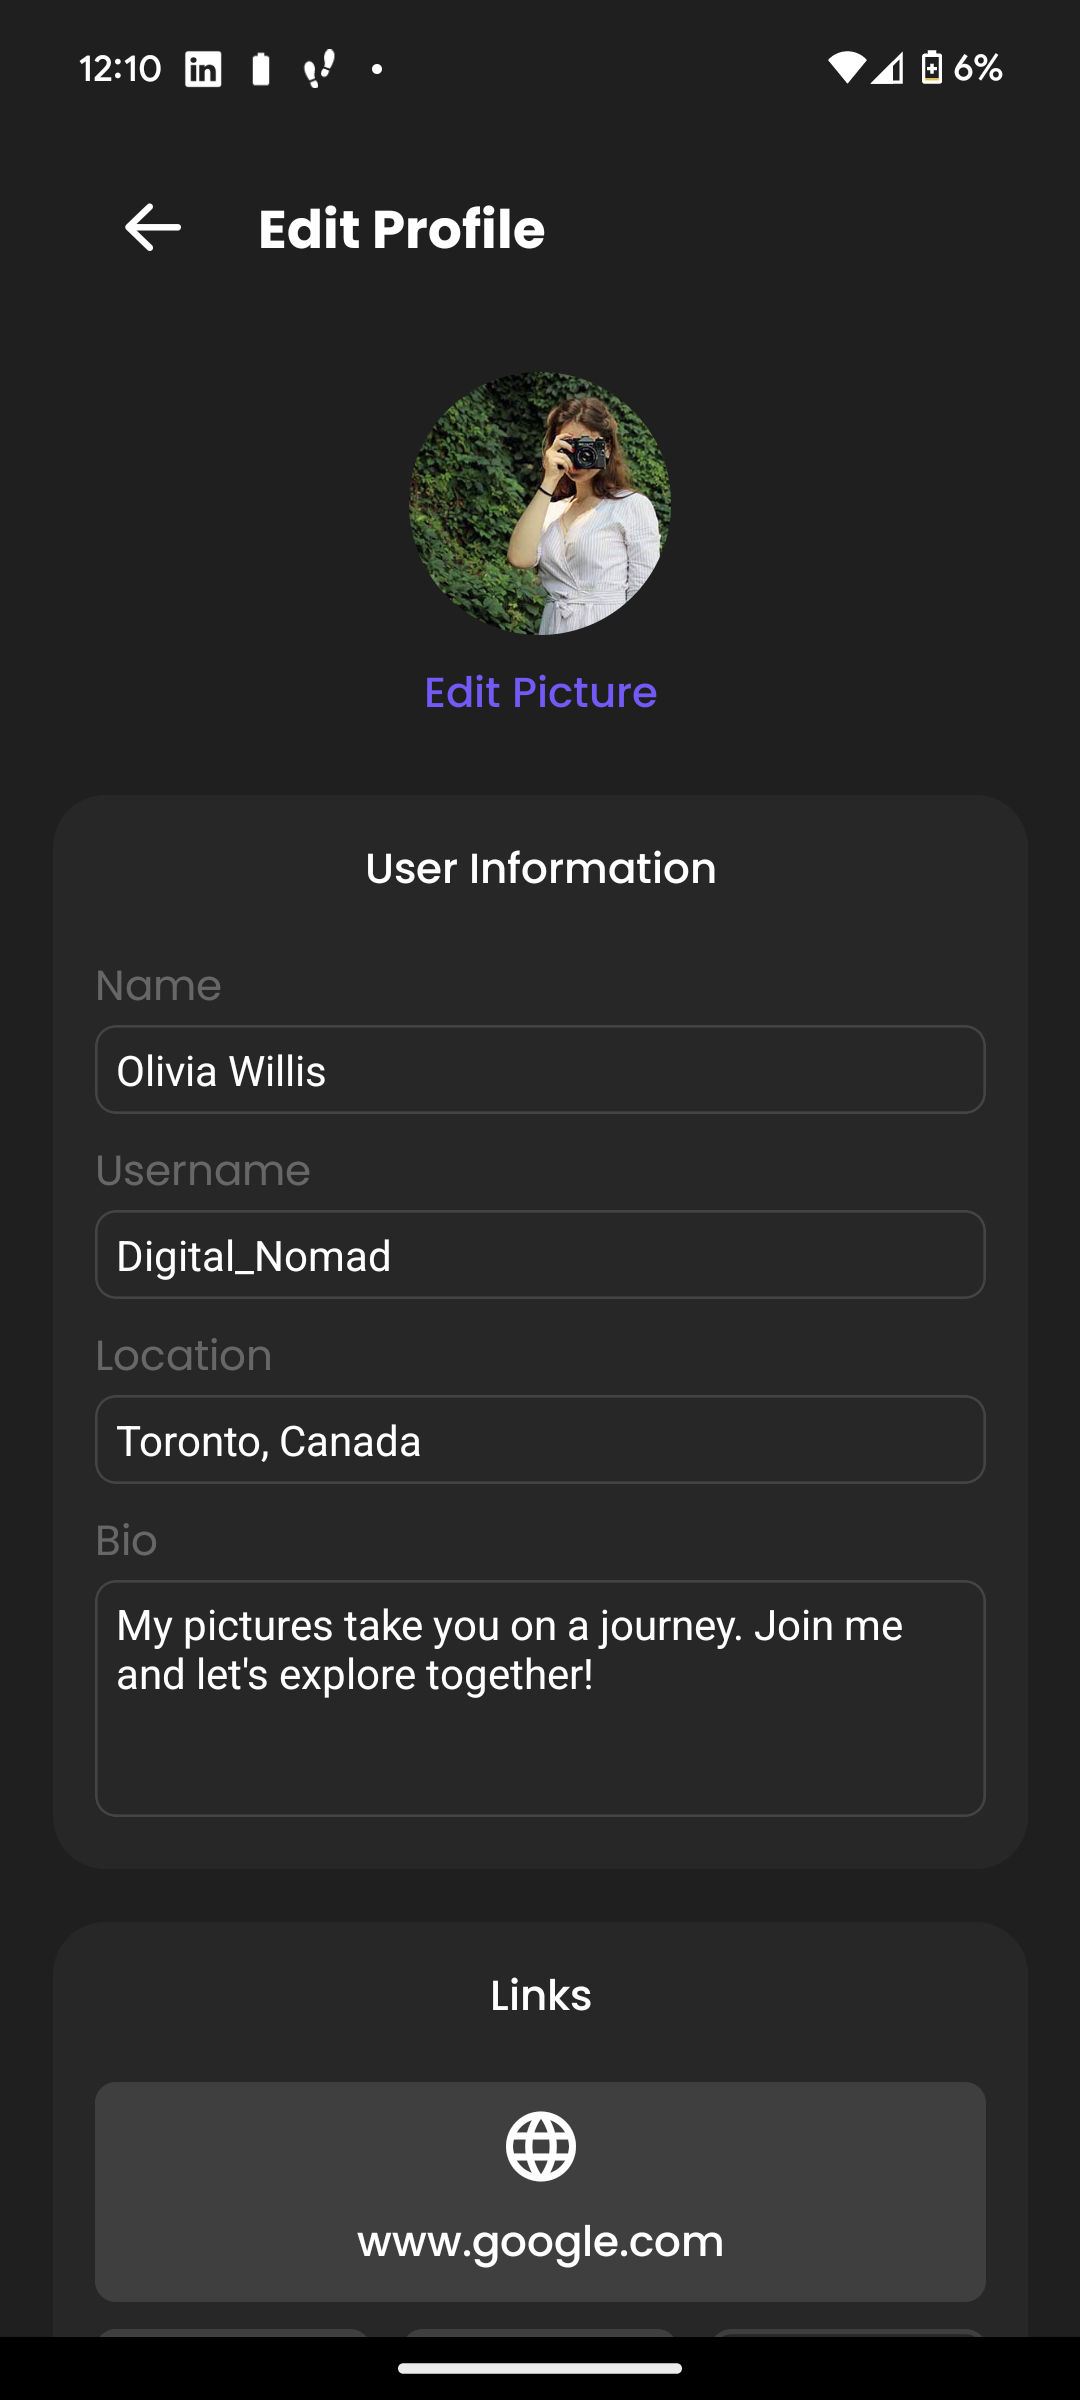 12:10
6%
Edit Profile
Edit Picture
User Information
Name
Olivia Willis
Username
Digital_Nomad
Location
Toronto, Canada
Bio
My pictures take you on a journey. Join me
and let's explore together!
Links
www.google.com